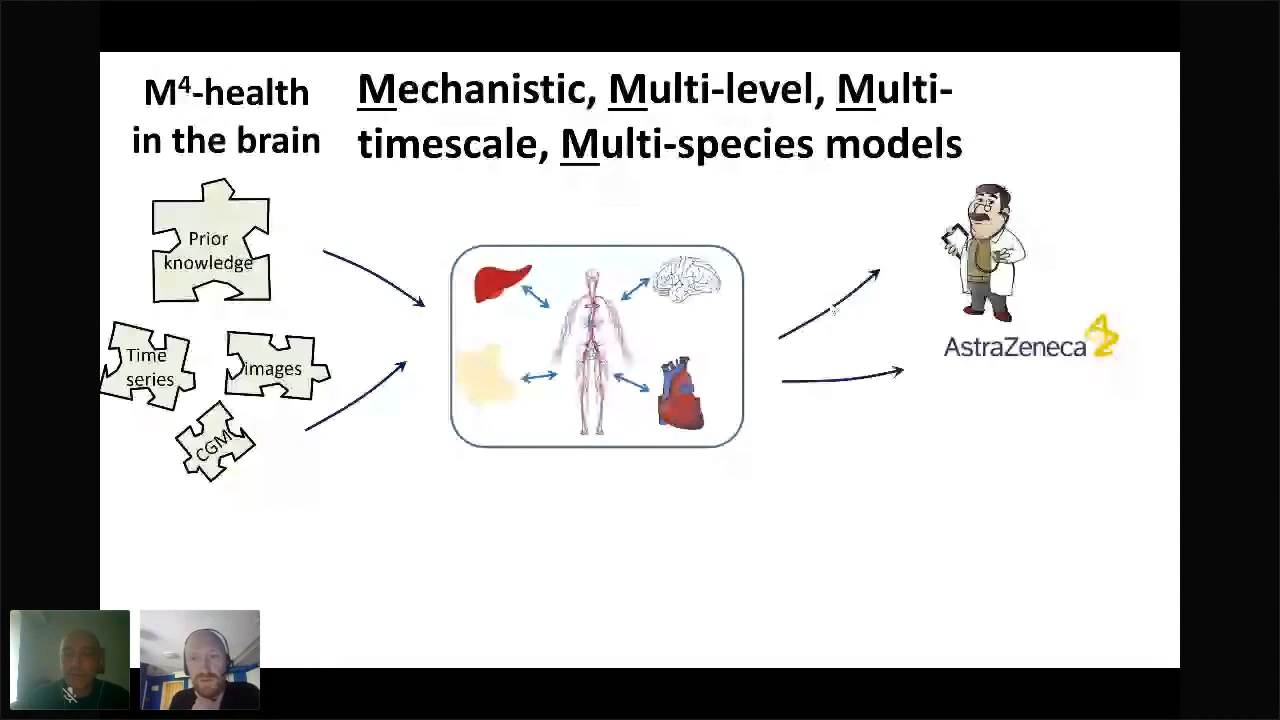 M⁴-health
in the brain
Mechanistic, Multi-level, Multi-
timescale, Multi-species models
Prior
knowledge
Time
series
images
CGM
AstraZeneca